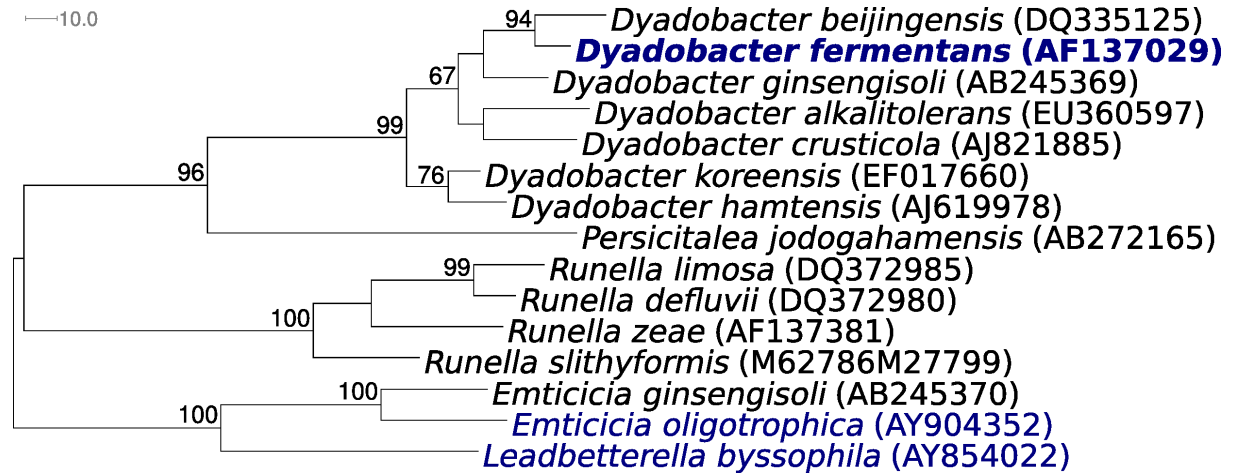 10.0
94
Dyadobacter beijingensis (DQ335125)
Dyadobacter fermentans (AF137029)
67
Dyadobacter ginsengisoli (AB245369)
Dyadobacter alkalitolerans (EU360597)
99
Dyadobacter crusticola (AJ821885)
96
76
Dyadobacter koreensis (EF017660)
Dyadobacter hamtensis (AJ619978)
Persicitalea jodogahamensis (AB272165)
99
Runella limosa (DQ372985)
Runella defluvii (DQ372980)
100
Runella zeae (AF137381)
Runella slithyformis (M62786M27799)
100
Emticicia ginsengisoli (AB245370)
100
Emticicia oligotrophica (AY904352)
Leadbetterella byssophila (AY854022)